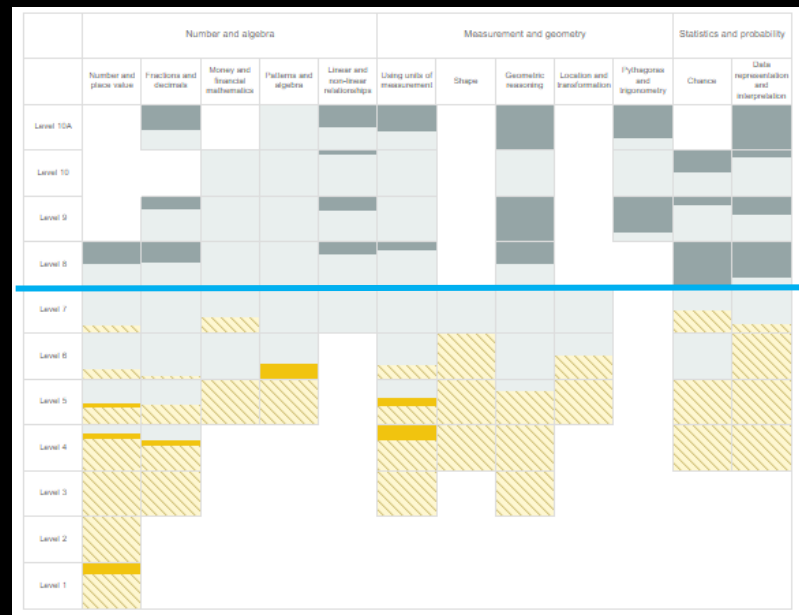 Number and algebra
Measurement and geometry
Statistics and probability
Number and
place value
Fractions and
decimals
Money and
financial
mathematics
Patterns and
algebra
Linear and
non-linear
relationships
Using units of
measurement
Shape
Geometric
reasoning
Location and
transformation
Pythagoras
and
trigonometry
Chance
Data
representation
and
interpretation
Level 10A
Level 10
Level 9
Level 8
Level 7
Level 6
Level 5
Level 4
Level 3
Level 2
Level 1